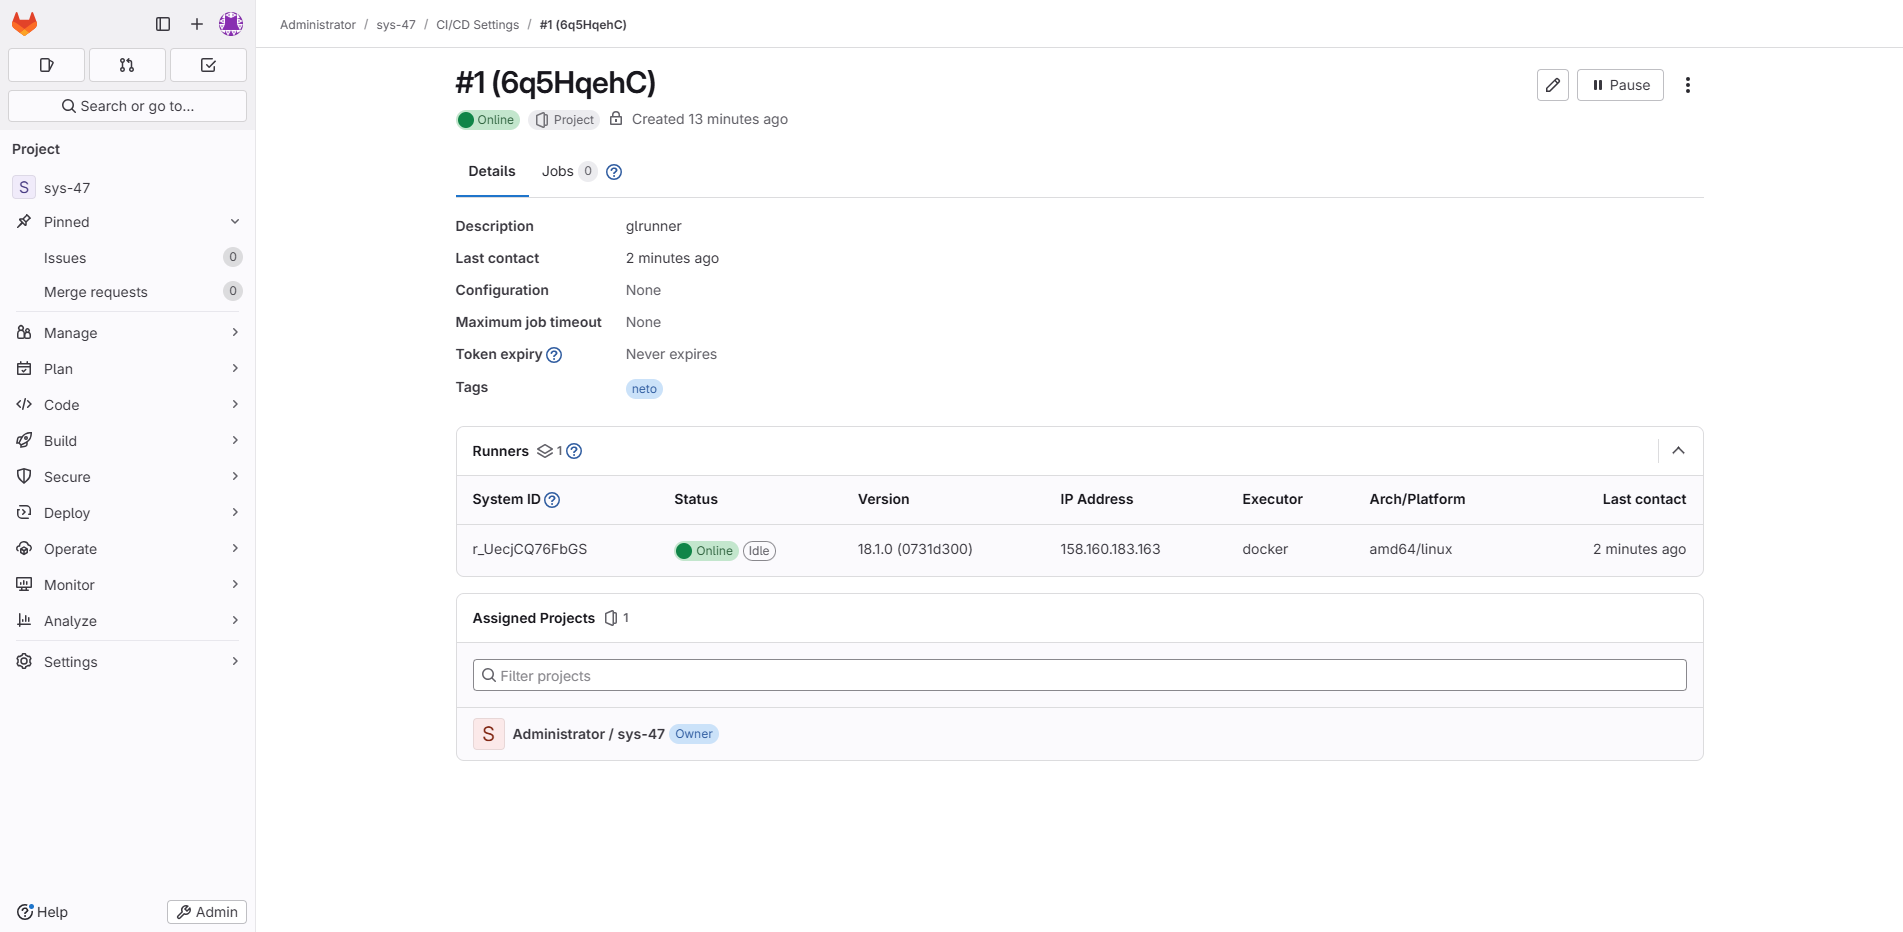 Administrator / sys-47 / CI/CD Settings / #1 (6q5HqehC)
Search or go to...
Project
S sys-47
Pinned
Issues 0
Merge requests 0
Manage
Plan
Code
Build
Secure
Deploy
Operate
Monitor
Analyze
Settings
Help
Admin
#1 (6q5HqehC)
Pause
Online Project Created 13 minutes ago
Details Jobs 0 ?
Description glrunner
Last contact 2 minutes ago
Configuration None
Maximum job timeout None
Token expiry ? Never expires
Tags neto
Runners 1 ?
System ID ? Status Version IP Address Executor Arch/Platform Last contact
r_UecjCQ76FbGS Online Idle 18.1.0 (0731d300) 158.160.183.163 docker amd64/linux 2 minutes ago
Assigned Projects 1
Filter projects
S Administrator / sys-47 Owner